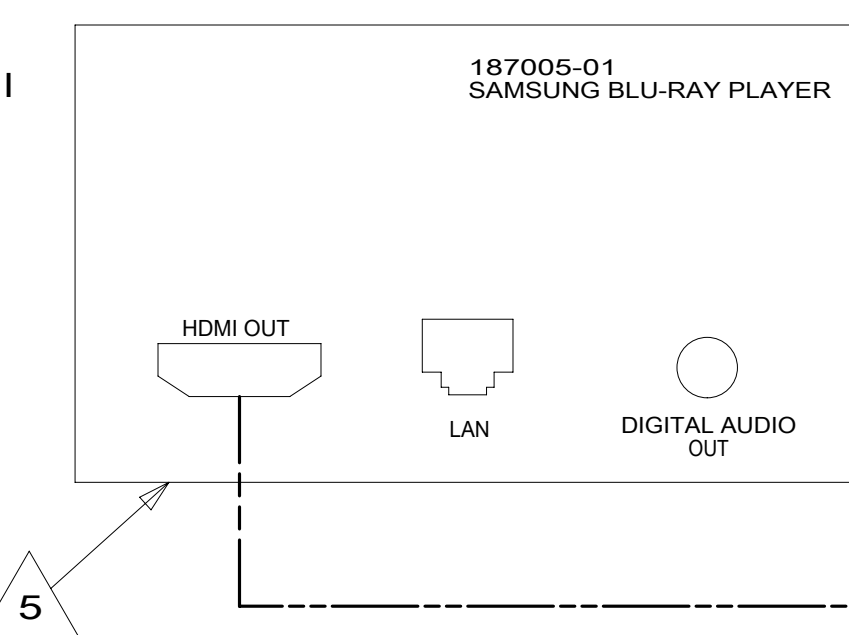 187005-01
SAMSUNG BLU-RAY PLAYER
HDMI OUT
LAN
DIGITAL AUDIO
OUT
5